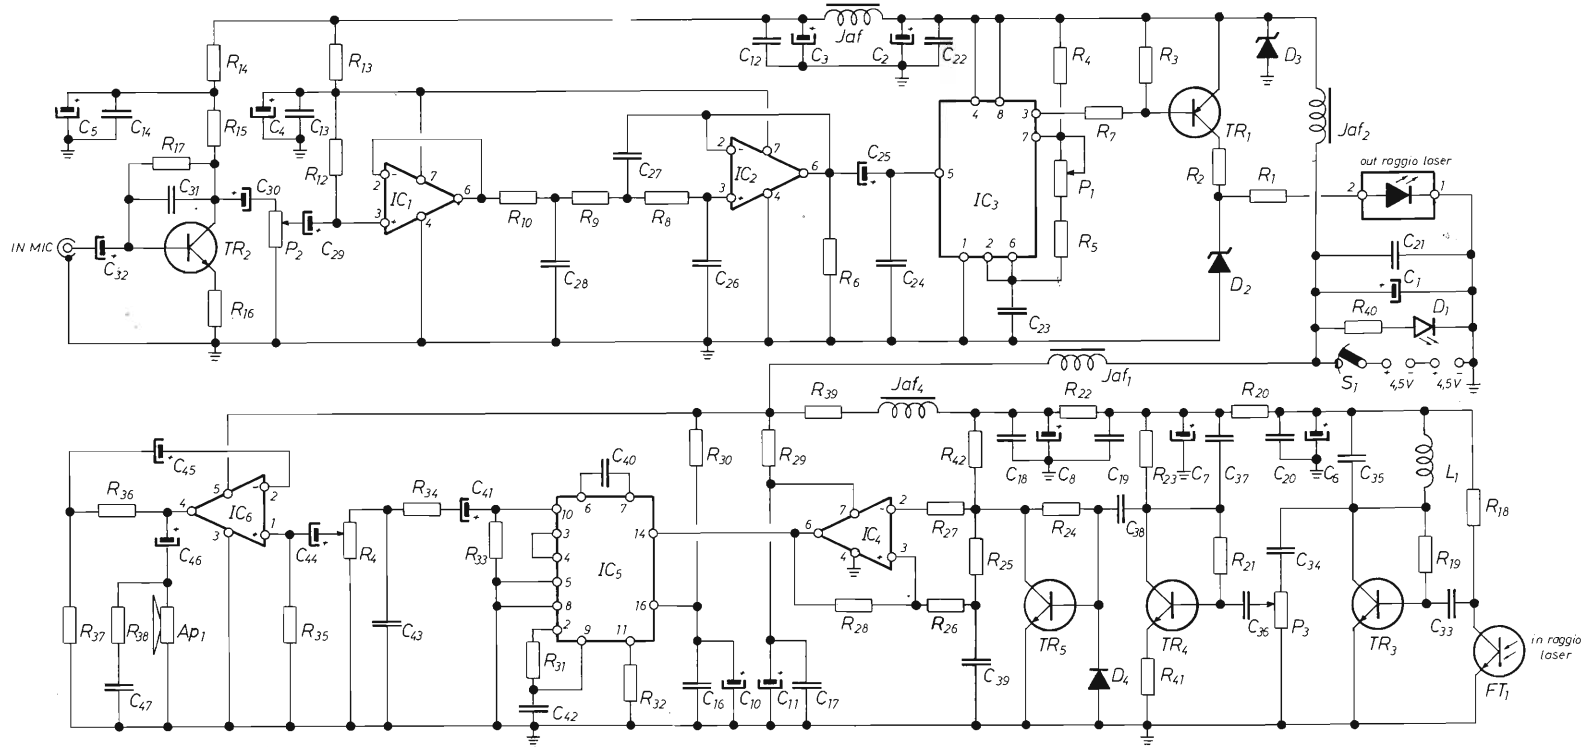 C12
C3
Jaf
C2
C22
R14
R13
R4
R3
D3
C5
C14
R15
C4
C13
4
8
3
7
R7
TR1
Jaf2
R17
R12
C31
C30
2
-
7
IC1
6
3
+
4
R10
R9
C27
R8
2
-
7
IC2
6
3
+
4
C25
5
IC3
P1
R2
R1
out raggio laser
2
1
IN MIC
C32
TR2
P2
C29
C28
C26
R6
C24
1
2
6
R5
D2
C21
C1
R16
C23
R40
D1
S1
4,5V
4,5V
Jaf1
R39
Jaf4
R22
R20
C45
R30
R29
R42
C18
C8
C19
R23
C7
C37
C20
C6
C35
L1
R18
R36
5
-
2
4
IC6
3
+
1
R34
C41
C40
6
7
10
3
4
5
8
2
9
11
14
16
IC5
7
-
2
6
IC4
4
+
3
R27
R24
C38
C46
C44
R4
R33
R25
R21
C34
R19
R37
R38
Ap1
R35
C43
R31
R28
R26
TR5
TR4
C36
P3
TR3
C33
in raggio
laser
C47
C42
R32
C16
C10
C11
C17
C39
D4
R41
FT1